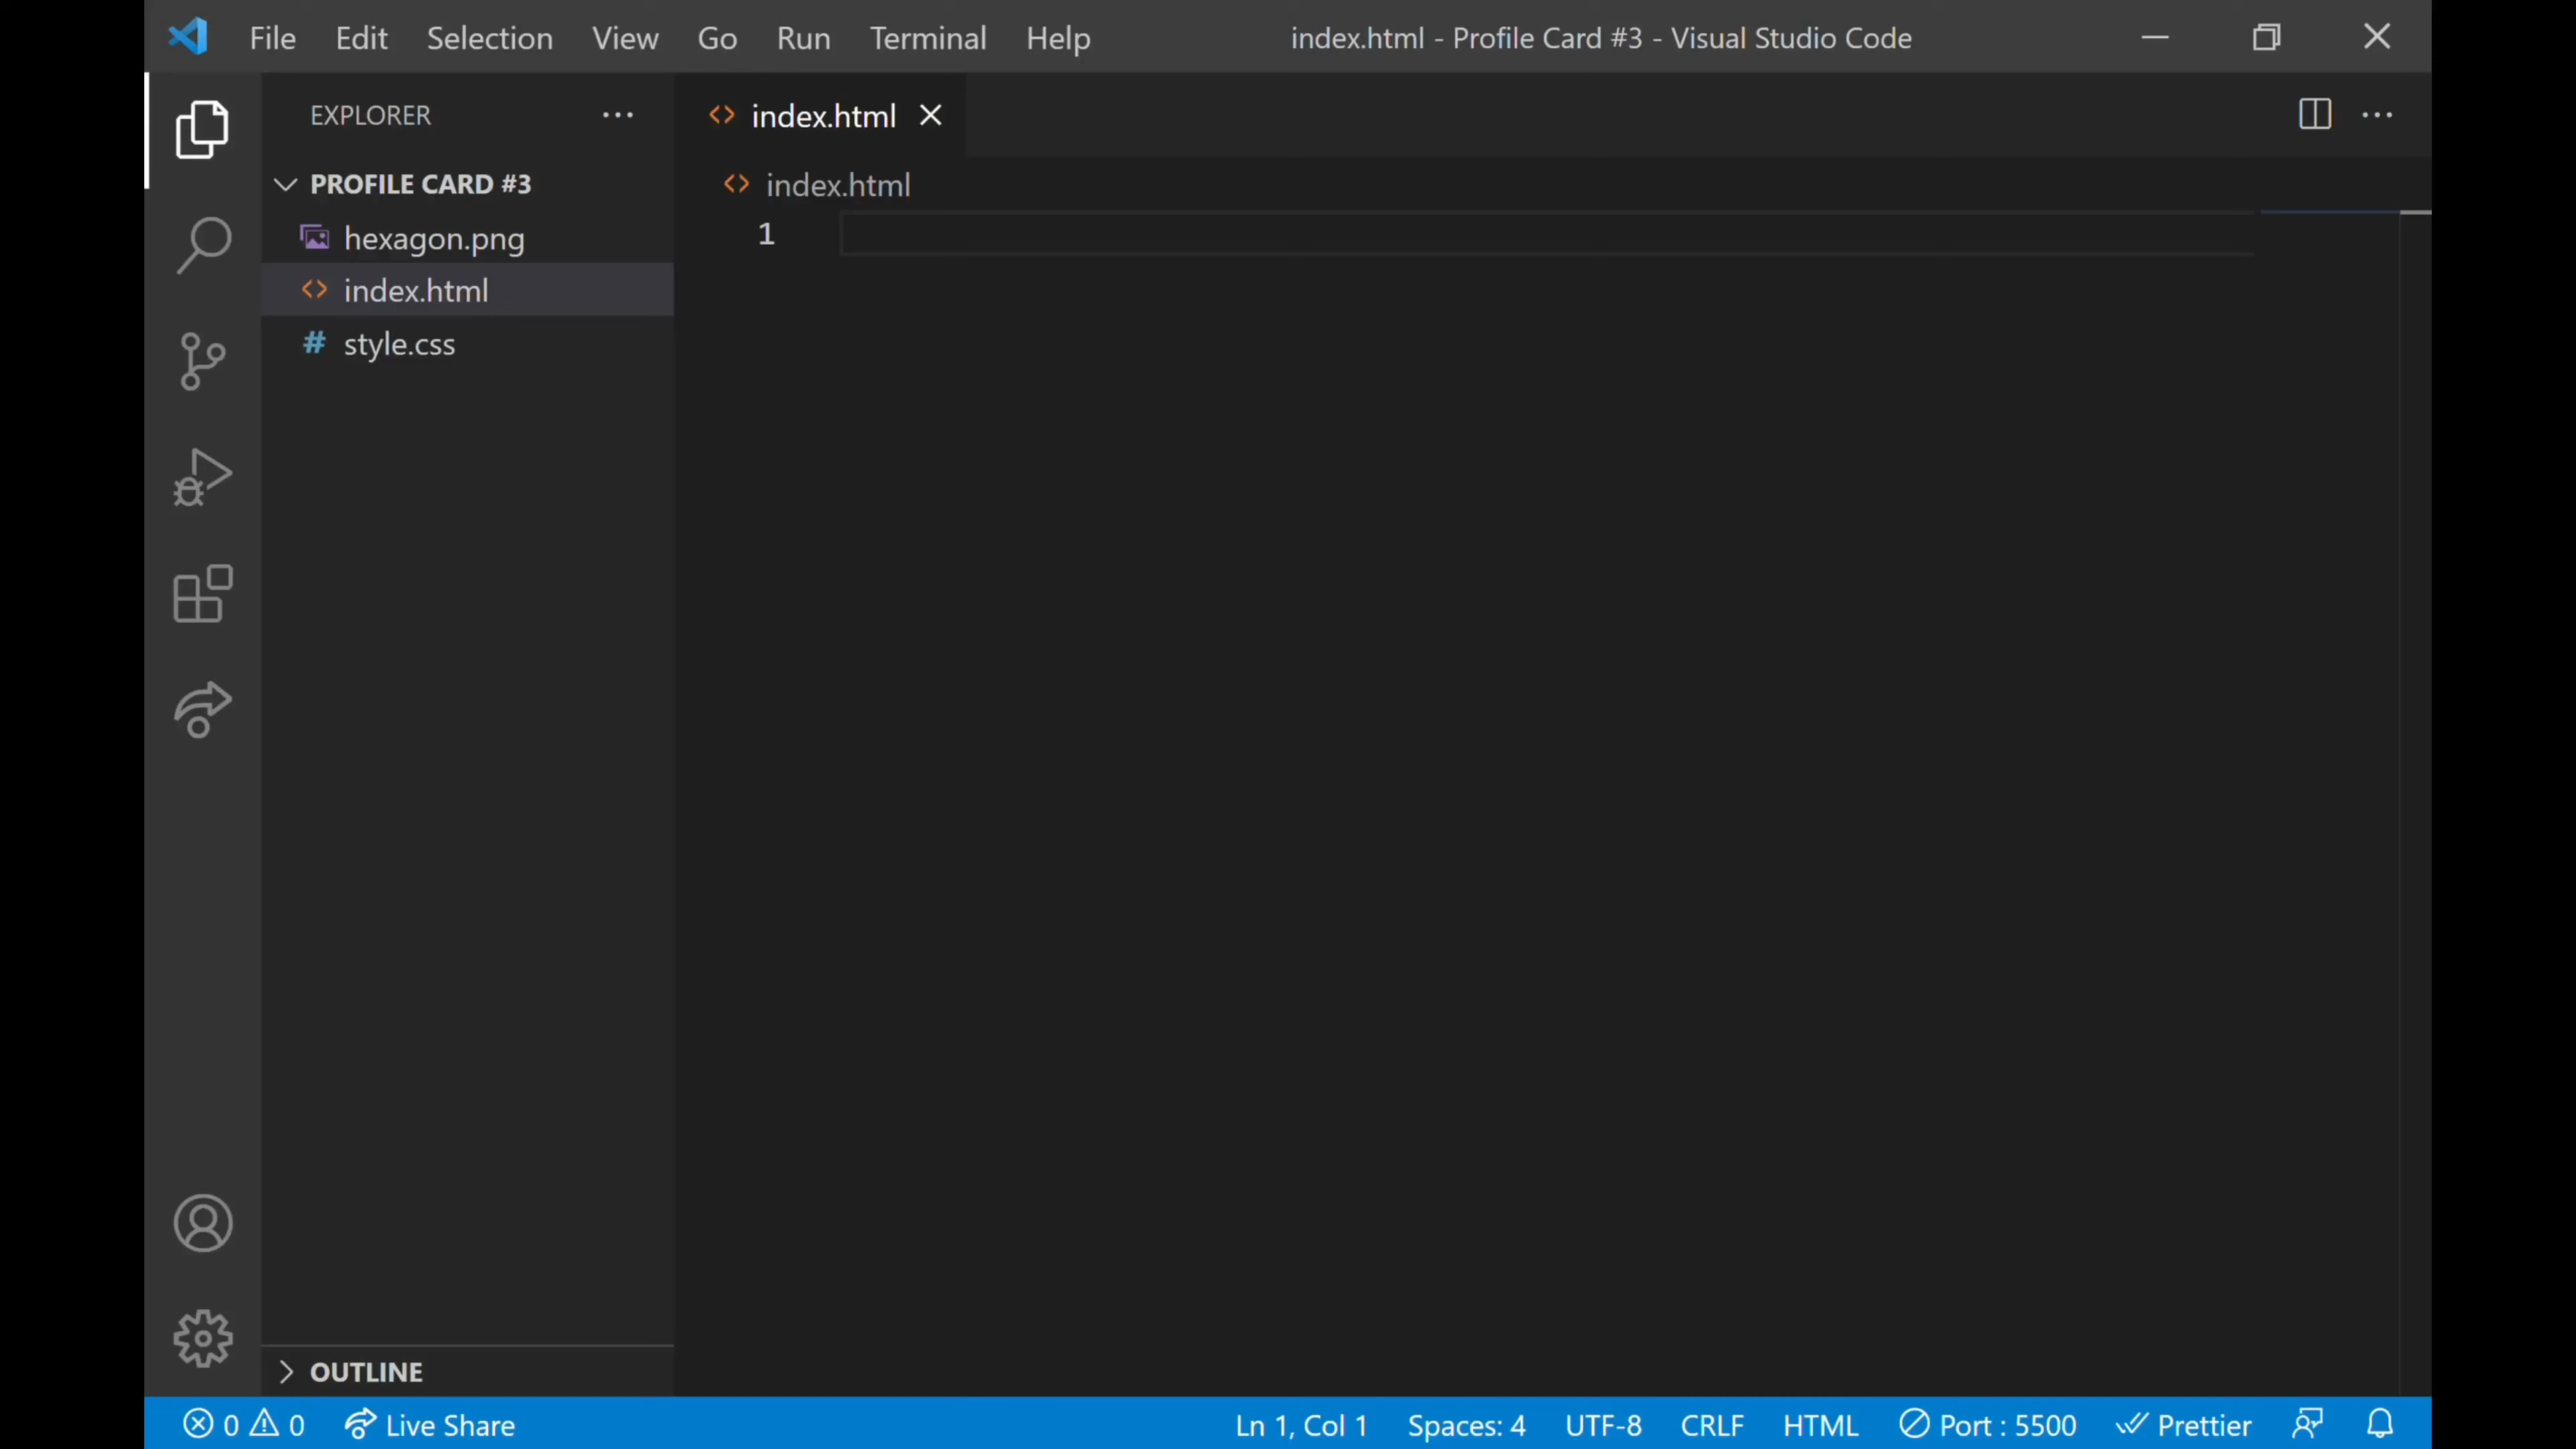 File Edit Selection View Go Run Terminal Help index.html - Profile Card #3 - Visual Studio Code
EXPLORER
index.html
PROFILE CARD #3
index.html
hexagon.png
1
index.html
style.css
OUTLINE
0 0 Live Share Ln 1, Col 1 Spaces: 4 UTF-8 CRLF HTML Port : 5500 Prettier